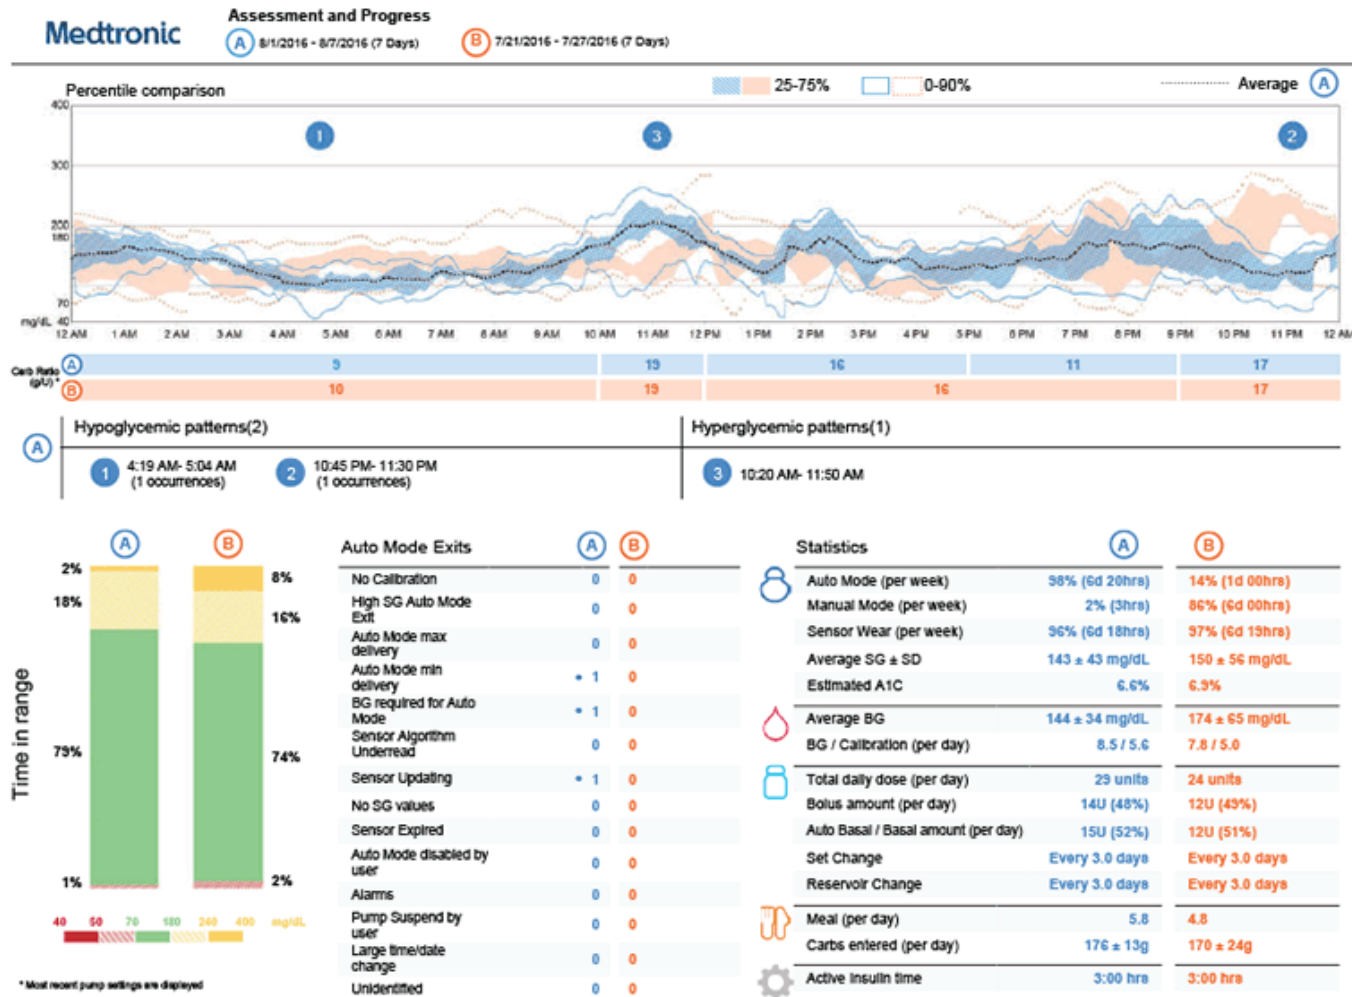 Medtronic
Assessment and Progress
A 8/1/2016 - 8/7/2016 (7 Days) B 7/21/2016 - 7/27/2016 (7 Days)
Percentile comparison 25-75% 0-90% Average A
400
300
200
180
70
40
mg/dL
1 3 2
12 AM 1 AM 2 AM 3 AM 4 AM 5 AM 6 AM 7 AM 8 AM 9 AM 10 AM 11 AM 12 PM 1 PM 2 PM 3 PM 4 PM 5 PM 6 PM 7 PM 8 PM 9 PM 10 PM 11 PM 12 AM
Carb Ratio
(g/U) *
A 9 19 16 11 17
B 10 19 16 17
A
Hypoglycemic patterns(2) Hyperglycemic patterns(1)
1 4:19 AM- 5:04 AM
(1 occurrences)
2 10:45 PM- 11:30 PM
(1 occurrences)
3 10:20 AM- 11:50 AM
Time in range
A B
2% 8%
18% 16%
79% 74%
1% 2%
40 50 70 180 240 400 mg/dL
* Most recent pump settings are displayed
Auto Mode Exits A B
No Calibration 0 0
High SG Auto Mode
Exit 0 0
Auto Mode max
delivery 0 0
Auto Mode min
delivery • 1 0
BG required for Auto
Mode • 1 0
Sensor Algorithm
Underread 0 0
Sensor Updating • 1 0
No SG values 0 0
Sensor Expired 0 0
Auto Mode disabled by
user 0 0
Alarms 0 0
Pump Suspend by
user 0 0
Large time/date
change 0 0
Unidentified 0 0
Statistics A B
Auto Mode (per week) 98% (6d 20hrs) 14% (1d 00hrs)
Manual Mode (per week) 2% (3hrs) 86% (6d 00hrs)
Sensor Wear (per week) 96% (6d 18hrs) 97% (6d 19hrs)
Average SG ± SD 143 ± 43 mg/dL 150 ± 56 mg/dL
Estimated A1C 6.6% 6.9%
Average BG 144 ± 34 mg/dL 174 ± 65 mg/dL
BG / Calibration (per day) 8.5 / 5.6 7.8 / 5.0
Total daily dose (per day) 29 units 24 units
Bolus amount (per day) 14U (48%) 12U (49%)
Auto Basal / Basal amount (per day) 15U (52%) 12U (51%)
Set Change Every 3.0 days Every 3.0 days
Reservoir Change Every 3.0 days Every 3.0 days
Meal (per day) 5.8 4.8
Carbs entered (per day) 176 ± 13g 170 ± 24g
Active Insulin time 3:00 hrs 3:00 hrs